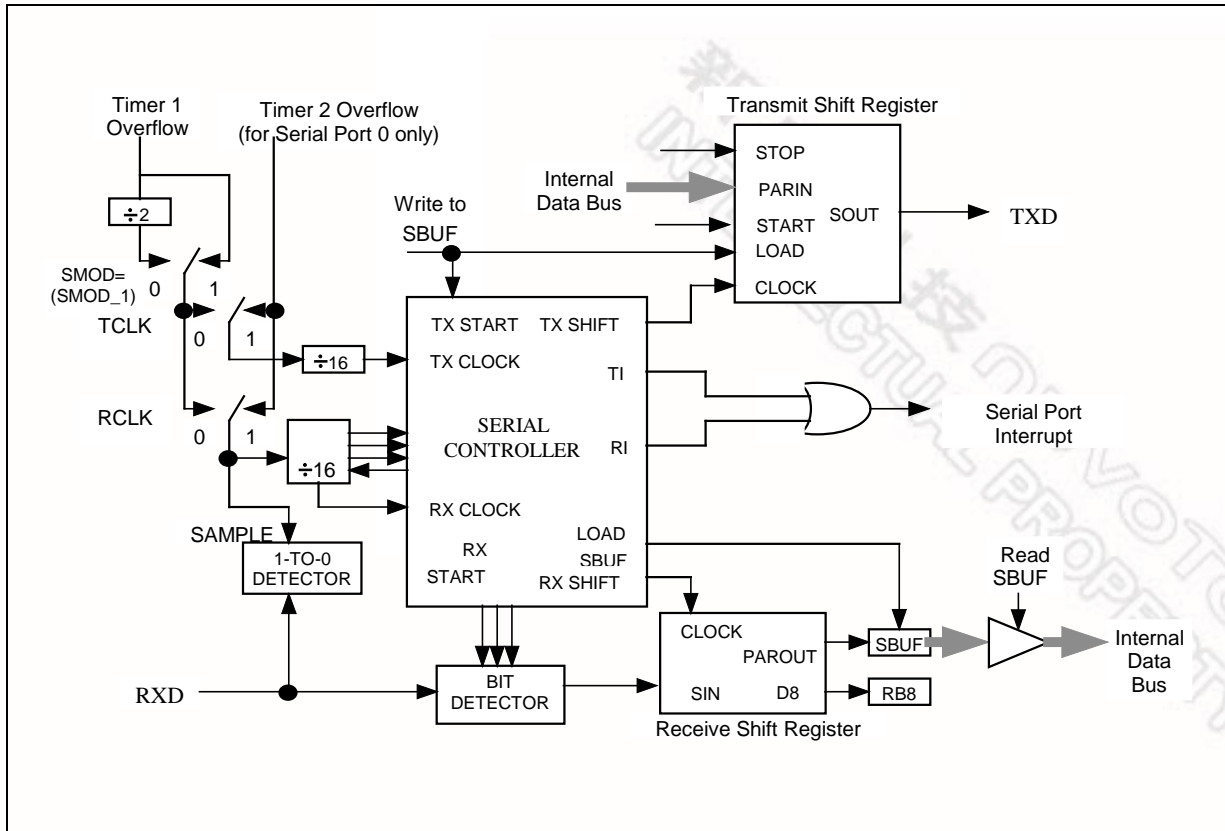 Timer 1
Overflow
Timer 2 Overflow
(for Serial Port 0 only)
÷2
SMOD=
(SMOD_1)
0
1
TCLK
0
1
÷16
RCLK
0
1
÷16
SAMPLE
1-TO-0
DETECTOR
RXD
Write to
SBUF
TX START
TX SHIFT
TX CLOCK
TI
SERIAL
CONTROLLER
RI
RX CLOCK
LOAD
RX
SBUF
START
RX SHIFT
BIT
DETECTOR
Transmit Shift Register
Internal
Data Bus
STOP
PARIN
SOUT
START
LOAD
CLOCK
TXD
Serial Port
Interrupt
CLOCK
PAROUT
SIN
D8
Receive Shift Register
SBUF
RB8
Read
SBUF
Internal
Data
Bus